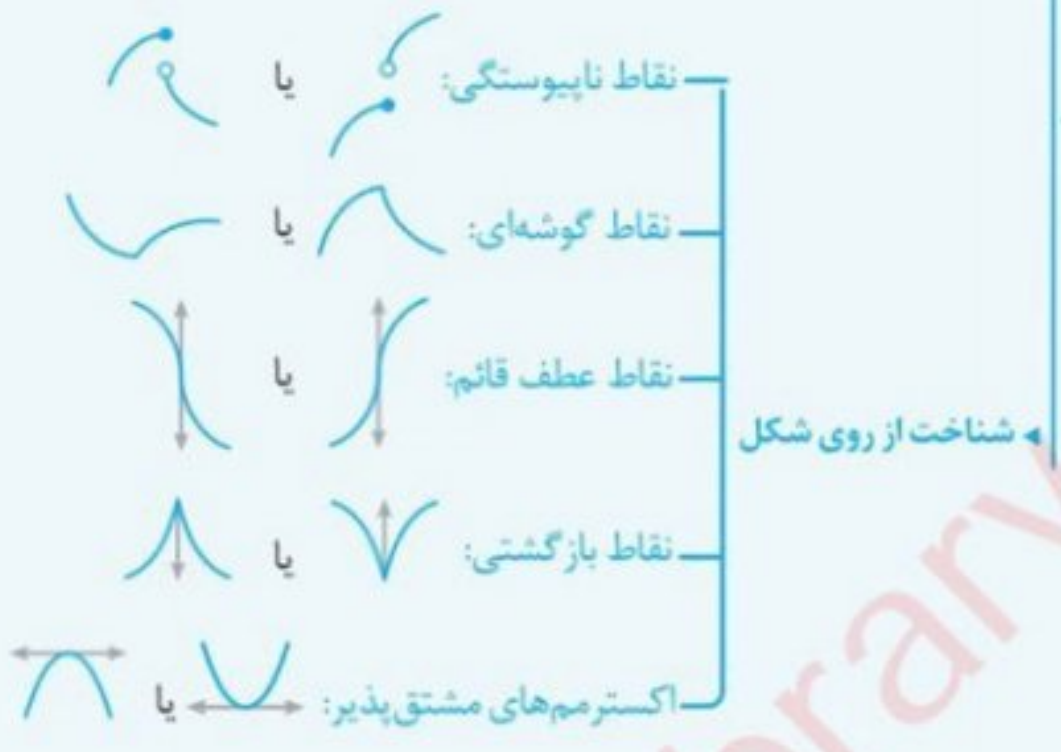 شناخت از روی شکل
نقاط ناپیوستگی: یا
نقاط گوشه‌ای: یا
نقاط عطف قائم: یا
نقاط بازگشتی: یا
اکسترمم‌های مشتق‌پذیر: یا